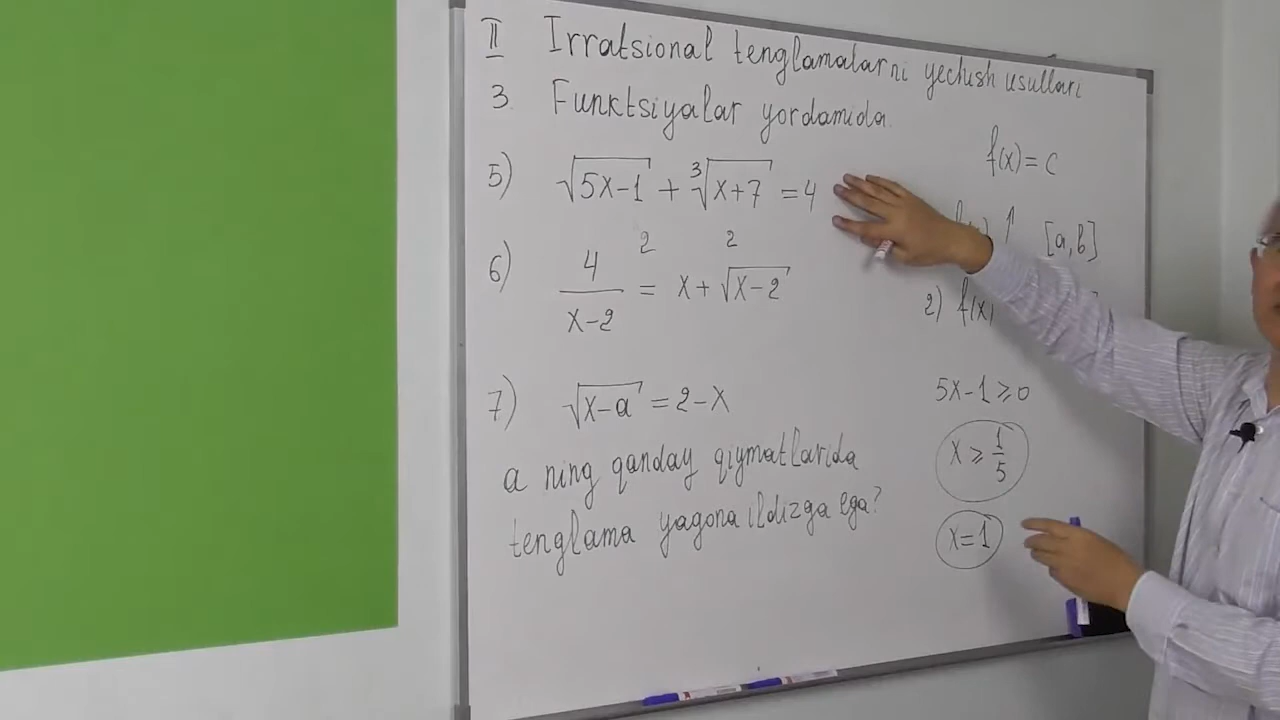 II Irratsional tenglamalarni yechish usullari
3. Funktsiyalar yordamida.
f(x) = c
5) √(5x-1) + ∛(x+7) = 4
↑ [a,b]
2 2
6) 4/(x-2) = x + √(x-2)
2) f(x)
7) √(x-a) = 2-x
5x-1 ⩾ 0
x ⩾ 1/5
a ning qanday qiymatlarida
tenglama yagona ildizga ega?
x=1